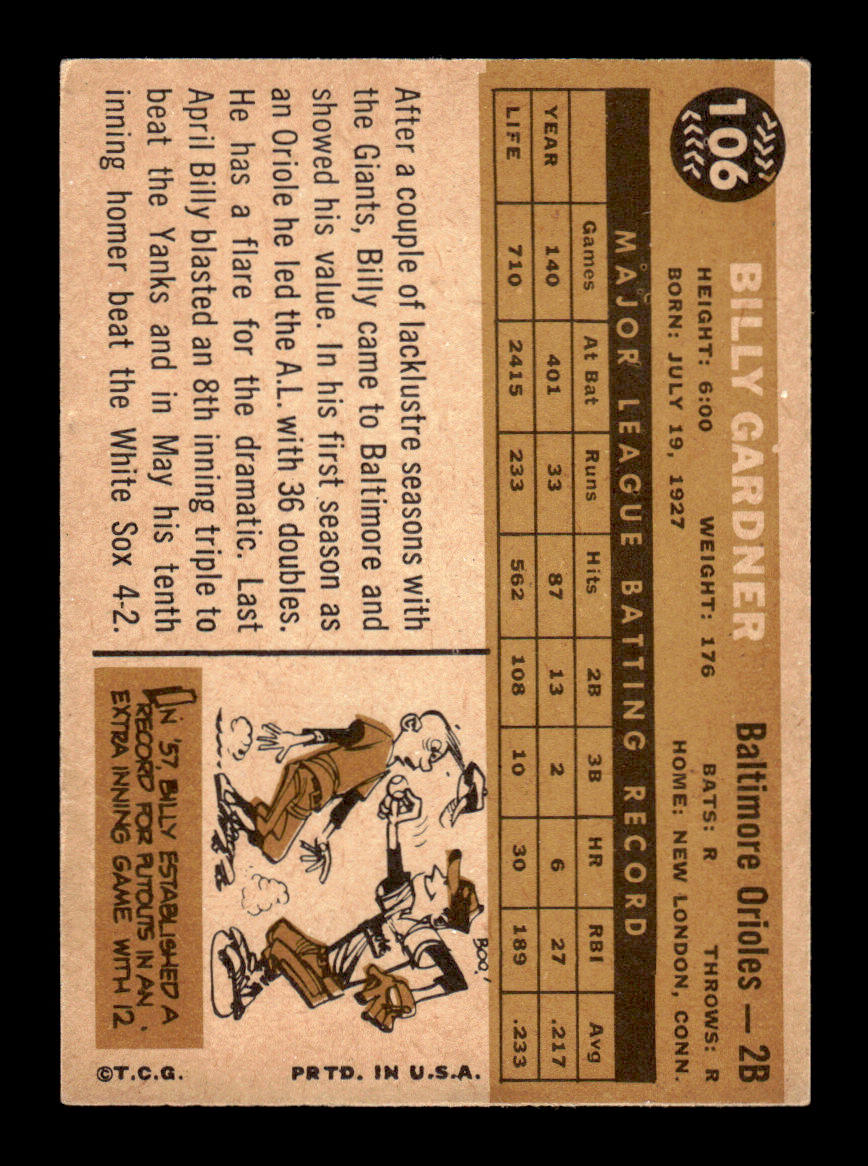 106
BILLY GARDNER Baltimore Orioles — 2B
HEIGHT: 6:00 WEIGHT: 176 BATS: R THROWS: R
BORN: JULY 19, 1927 HOME: NEW LONDON, CONN.
MAJOR LEAGUE BATTING RECORD
Games At Bat Runs Hits 2B 3B HR RBI Avg
YEAR 140 401 33 87 13 2 6 27 .217
LIFE 710 2415 233 562 108 10 30 189 .233
After a couple of lacklustre seasons with
the Giants, Billy came to Baltimore and
showed his value. In his first season as
an Oriole he led the A.L. with 36 doubles.
He has a flare for the dramatic. Last
April Billy blasted an 8th inning triple to
beat the Yanks and in May his tenth
inning homer beat the White Sox 4-2.
BOO!
IN '57, BILLY ESTABLISHED A
RECORD FOR PUTOUTS IN AN
EXTRA INNING GAME WITH 12
©T.C.G. PRTD. IN U.S.A.